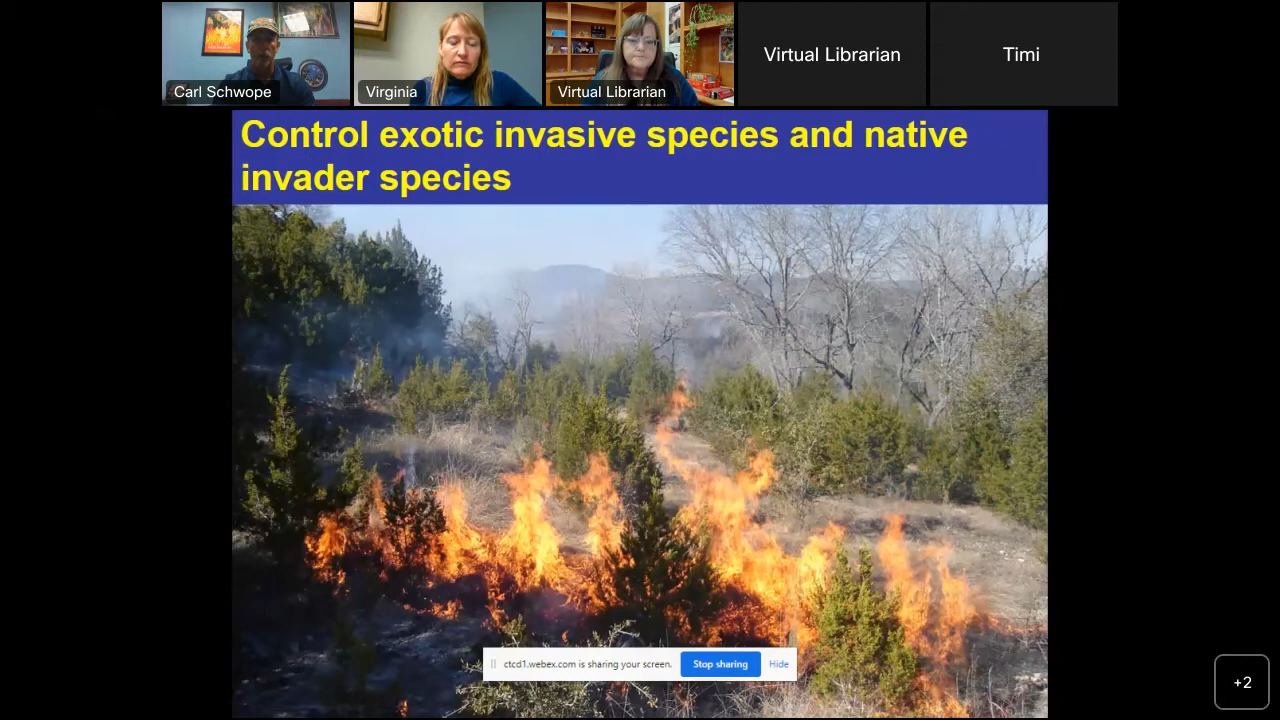 Carl Schwope
Virginia
Virtual Librarian
Virtual Librarian
Timi
Control exotic invasive species and native
invader species
ctcd1.webex.com is sharing your screen.
Stop sharing
Hide
+2